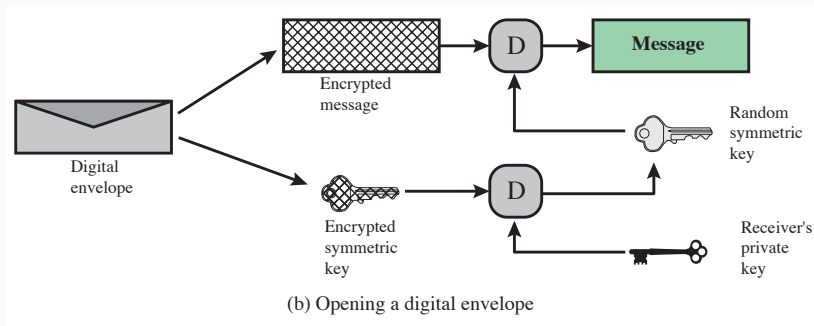 D
Message
Encrypted
message
Random
symmetric
key
Digital
envelope
D
Encrypted
symmetric
key
Receiver's
private
key
(b) Opening a digital envelope